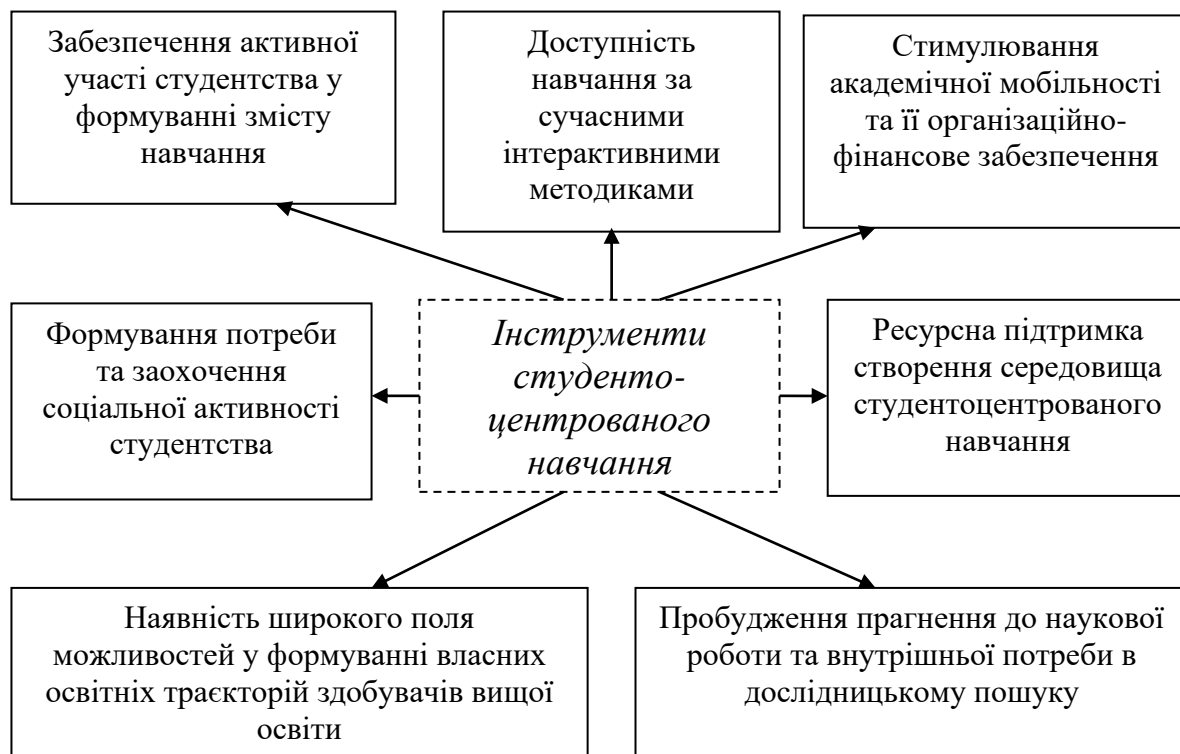 Забезпечення активної
участі студентства у
формуванні змісту
навчання
Доступність
навчання за
сучасними
інтерактивними
методиками
Стимулювання
академічної мобільності
та її організаційно-
фінансове забезпечення
Формування потреби
та заохочення
соціальної активності
студентства
Інструменти
студенто-
центрованого
навчання
Ресурсна підтримка
створення середовища
студентоцентрованого
навчання
Наявність широкого поля
можливостей у формуванні власних
освітніх траєкторій здобувачів вищої
освіти
Пробудження прагнення до наукової
роботи та внутрішньої потреби в
дослідницькому пошуку